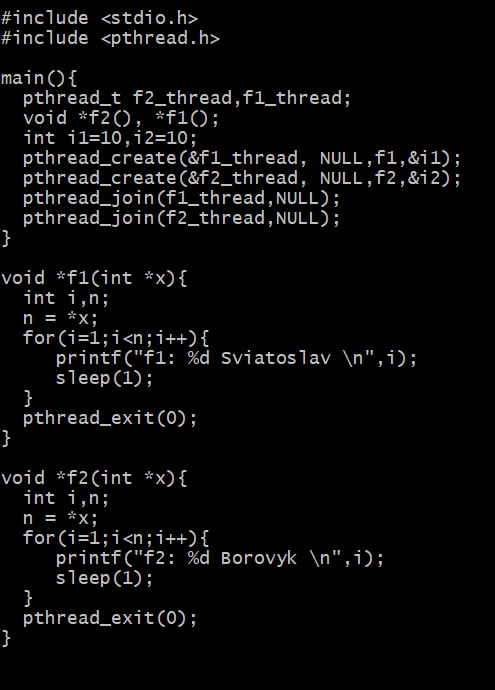 #include <stdio.h>
#include <pthread.h>

main(){
  pthread_t f2_thread,f1_thread;
  void *f2(), *f1();
  int i1=10,i2=10;
  pthread_create(&f1_thread, NULL,f1,&i1);
  pthread_create(&f2_thread, NULL,f2,&i2);
  pthread_join(f1_thread,NULL);
  pthread_join(f2_thread,NULL);
}

void *f1(int *x){
  int i,n;
  n = *x;
  for(i=1;i<n;i++){
     printf("f1: %d Sviatoslav \n",i);
     sleep(1);
  }
  pthread_exit(0);
}

void *f2(int *x){
  int i,n;
  n = *x;
  for(i=1;i<n;i++){
     printf("f2: %d Borovyk \n",i);
     sleep(1);
  }
  pthread_exit(0);
}